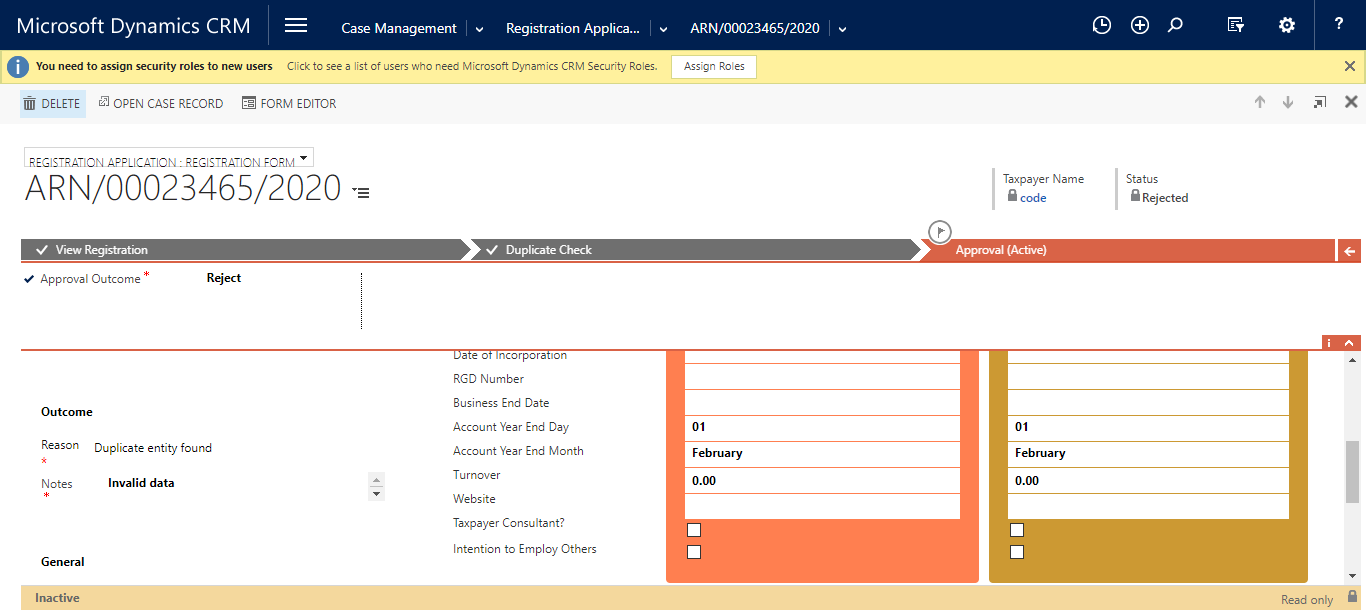 Microsoft Dynamics CRM
Case Management
Registration Applica...
ARN/00023465/2020
?
You need to assign security roles to new users
Click to see a list of users who need Microsoft Dynamics CRM Security Roles.
Assign Roles
DELETE
OPEN CASE RECORD
FORM EDITOR
REGISTRATION APPLICATION : REGISTRATION FORM
ARN/00023465/2020
Taxpayer Name
code
Status
Rejected
View Registration
Duplicate Check
Approval (Active)
Approval Outcome *
Reject
Outcome
Reason *
Duplicate entity found
Notes *
Invalid data
General
Date of Incorporation
RGD Number
Business End Date
Account Year End Day
01
01
Account Year End Month
February
February
Turnover
0.00
0.00
Website
Taxpayer Consultant?
Intention to Employ Others
Inactive
Read only